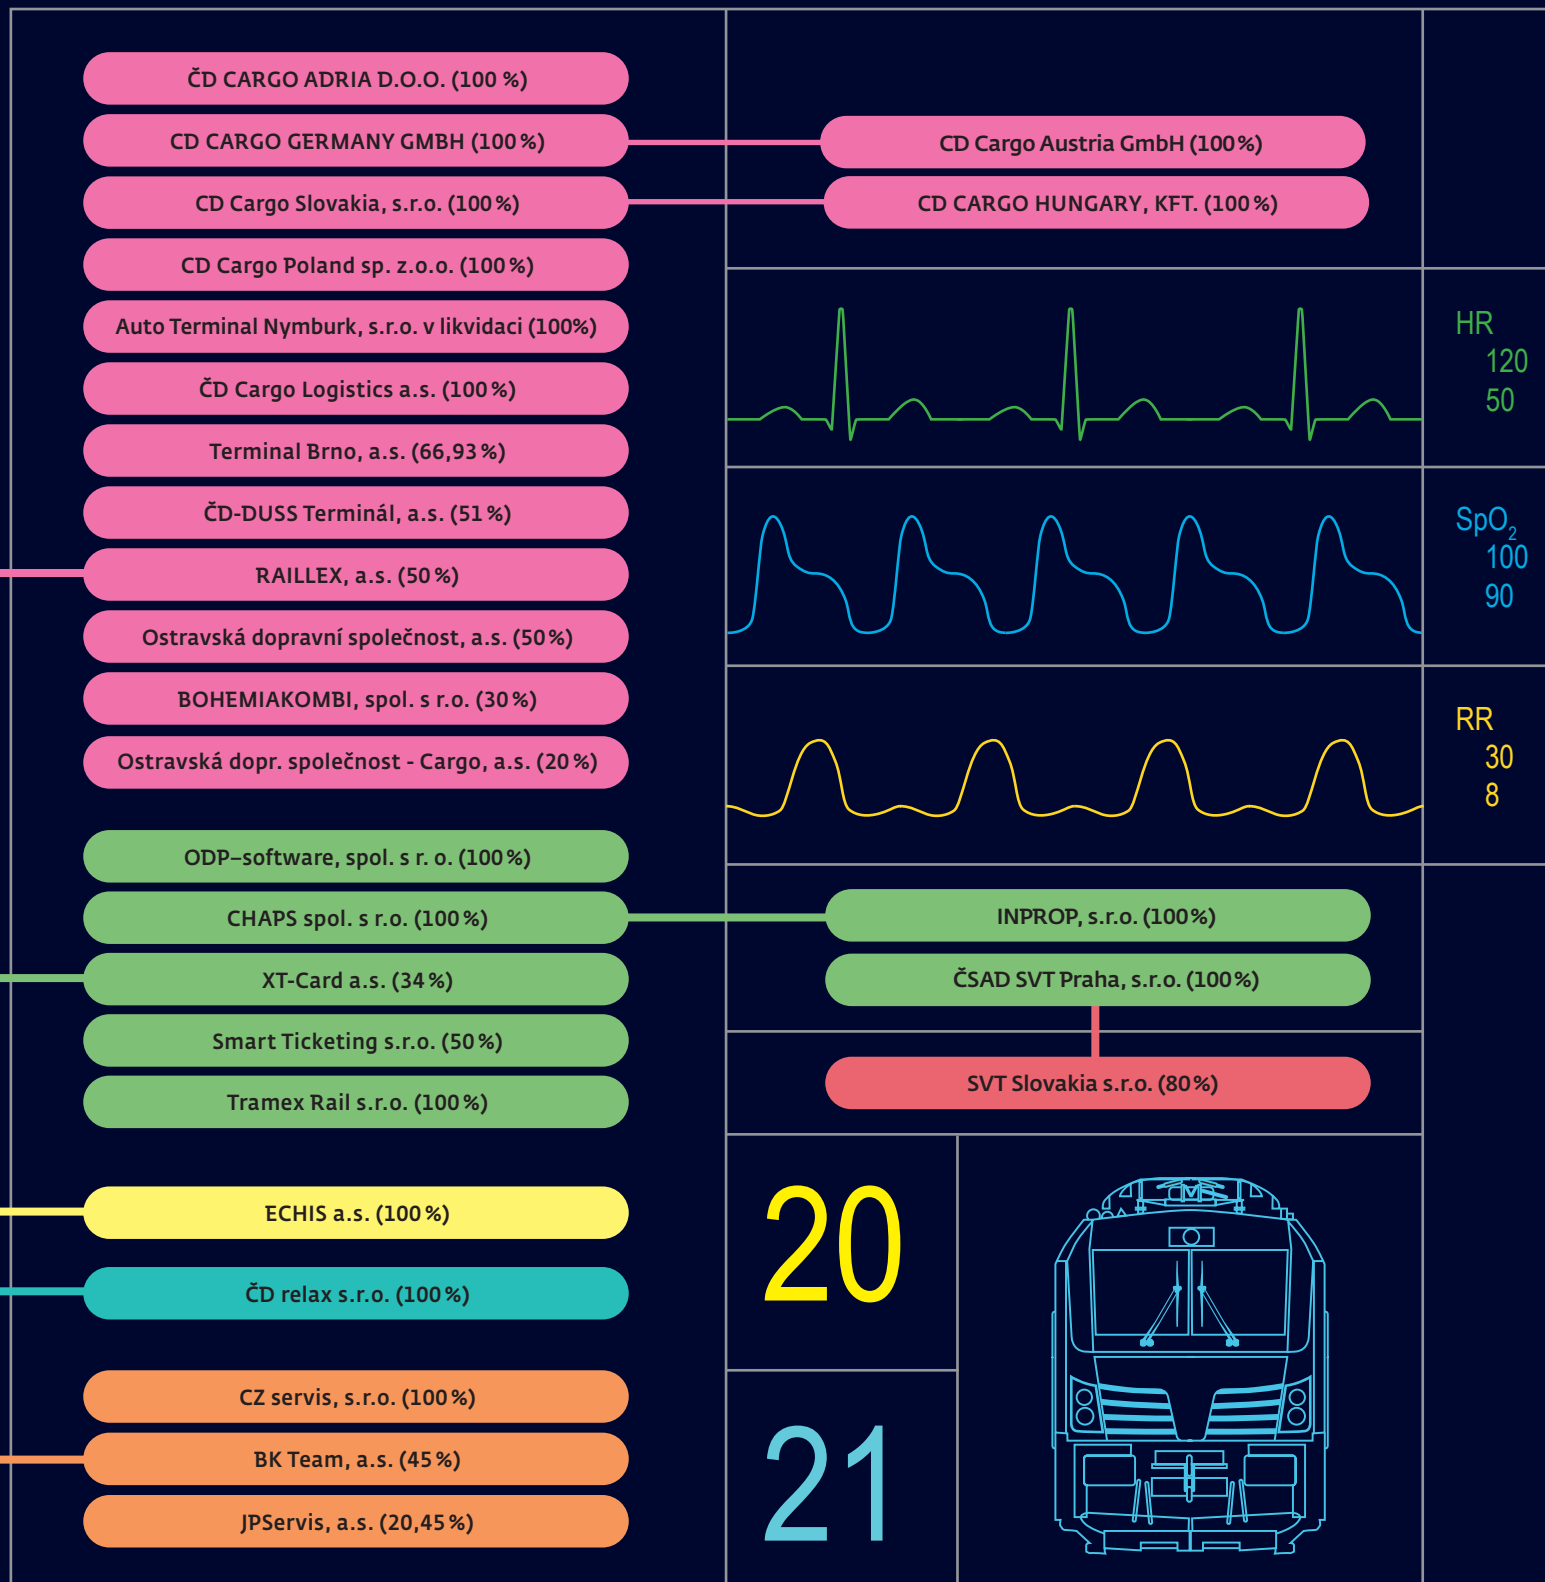 ČD CARGO ADRIA D.O.O. (100 %)
CD CARGO GERMANY GMBH (100 %)
CD Cargo Slovakia, s.r.o. (100 %)
CD Cargo Poland sp. z.o.o. (100 %)
Auto Terminal Nymburk, s.r.o. v likvidaci (100%)
ČD Cargo Logistics a.s. (100 %)
Terminal Brno, a.s. (66,93 %)
ČD-DUSS Terminál, a.s. (51 %)
RAILLEX, a.s. (50 %)
Ostravská dopravní společnost, a.s. (50 %)
BOHEMIAKOMBI, spol. s r.o. (30 %)
Ostravská dopr. společnost - Cargo, a.s. (20 %)
ODP–software, spol. s r. o. (100 %)
CHAPS spol. s r.o. (100 %)
XT-Card a.s. (34 %)
Smart Ticketing s.r.o. (50 %)
Tramex Rail s.r.o. (100 %)
ECHIS a.s. (100 %)
ČD relax s.r.o. (100 %)
CZ servis, s.r.o. (100 %)
BK Team, a.s. (45 %)
JPServis, a.s. (20,45 %)
CD Cargo Austria GmbH (100 %)
CD CARGO HUNGARY, KFT. (100 %)
HR
120
50
SpO₂
100
90
RR
30
8
INPROP, s.r.o. (100 %)
ČSAD SVT Praha, s.r.o. (100 %)
SVT Slovakia s.r.o. (80 %)
20
21